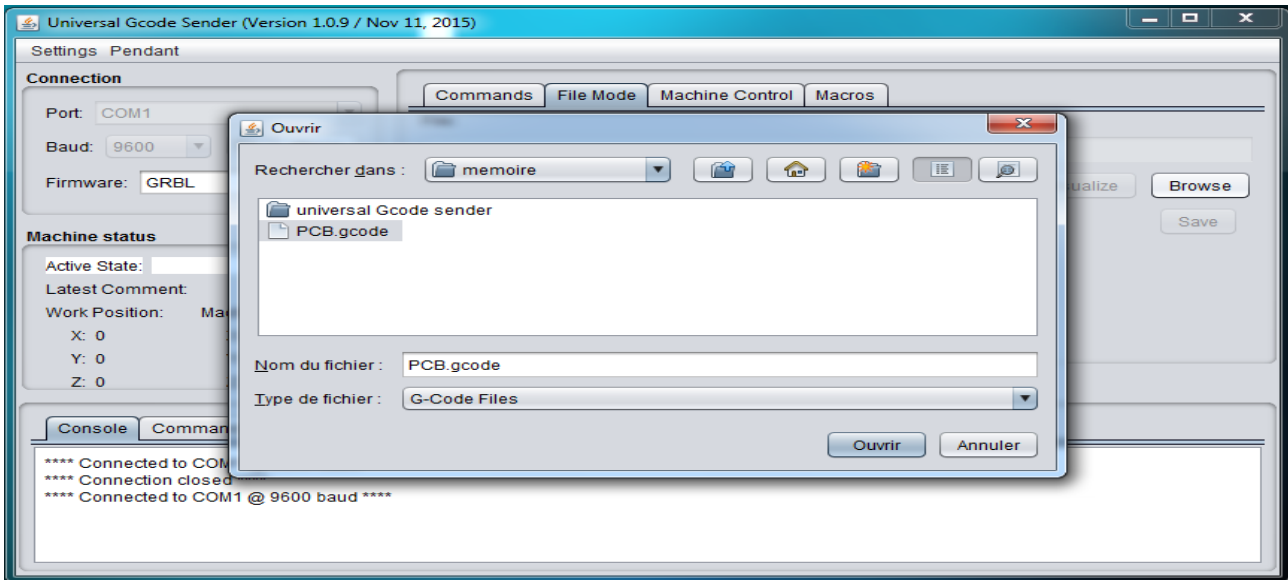 Universal Gcode Sender (Version 1.0.9 / Nov 11, 2015)
Settings Pendant
Connection
Port: COM1
Baud: 9600
Firmware: GRBL
Commands File Mode Machine Control Macros
Browse
Save
Machine status
Active State:
Latest Comment:
Work Position:
X: 0
Y: 0
Z: 0
Ouvrir
Rechercher dans : memoire
universal Gcode sender
PCB.gcode
Nom du fichier : PCB.gcode
Type de fichier : G-Code Files
Ouvrir Annuler
Console
**** Connected to COM
**** Connection closed ****
**** Connected to COM1 @ 9600 baud ****